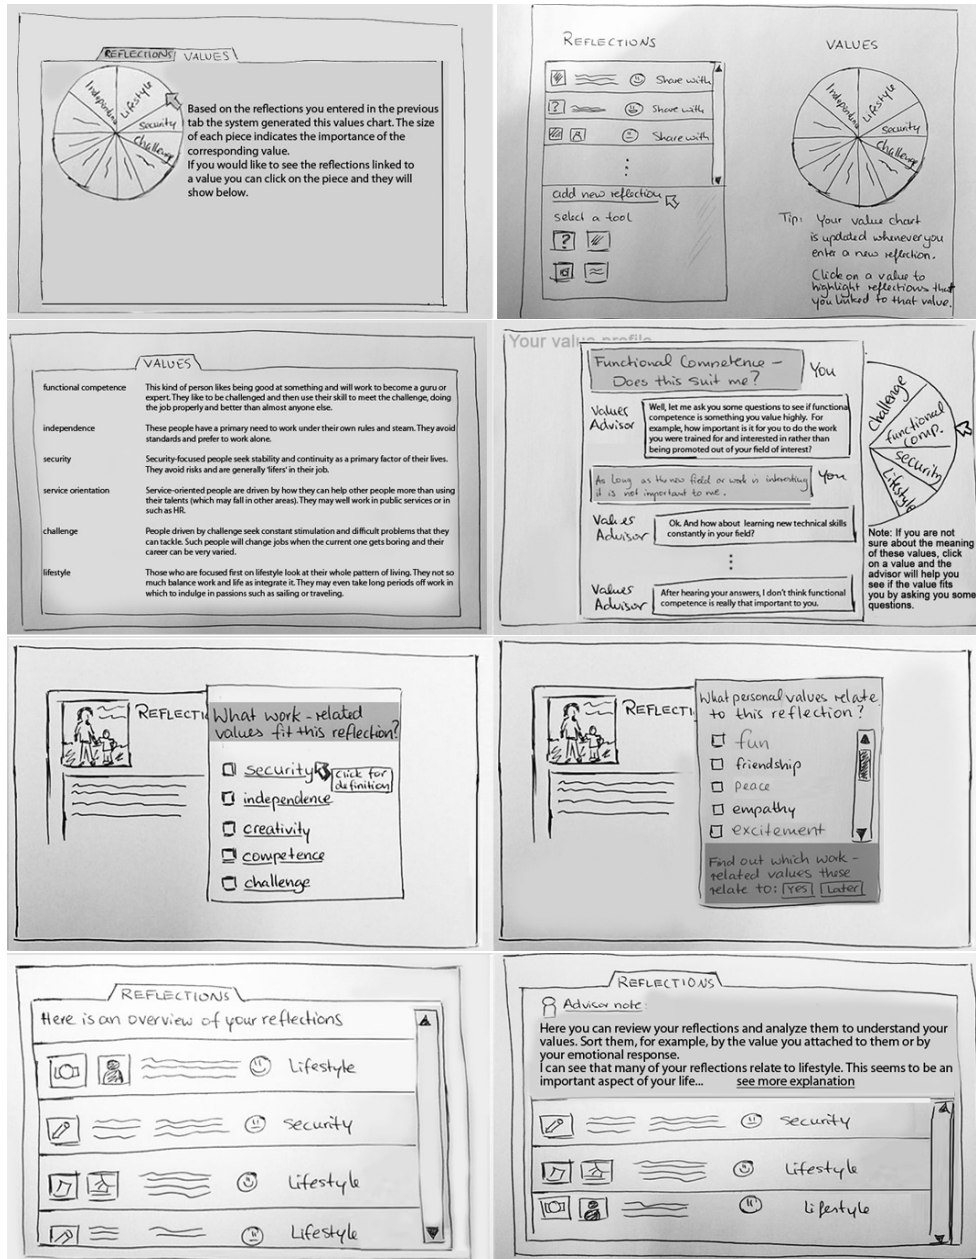 REFLECTIONS VALUES
Independence
Lifestyle
Security
Challenge
Based on the reflections you entered in the previous
tab the system generated this values chart. The size
of each piece indicates the importance of the
corresponding value.
If you would like to see the reflections linked to
a value you can click on the piece and they will
show below.
REFLECTIONS
Share with
?
Share with
Share with
add new reflection
select a tool
?
VALUES
Lifestyle
Security
Challenge
Tip: Your value chart
is updated whenever you
enter a new reflection.
Click on a value to
highlight reflections that
you linked to that value.
VALUES
functional competence This kind of person likes being good at something and will work to become a guru or
expert. They like to be challenged and then use their skill to meet the challenge, doing
the job properly and better than almost anyone else.
independence These people have a primary need to work under their own rules and steam. They avoid
standards and prefer to work alone.
security Security-focused people seek stability and continuity as a primary factor of their lives.
They avoid risks and are generally 'lifers' in their job.
service orientation Service-oriented people are driven by how they can help other people more than using
their talents (which may fall in other areas). They may well work in public services or in
such as HR.
challenge People driven by challenge seek constant stimulation and difficult problems that they
can tackle. Such people will change jobs when the current one gets boring and their
career can be very varied.
lifestyle Those who are focused first on lifestyle look at their whole pattern of living. They not so
much balance work and life as integrate it. They may even take long periods off work in
which to indulge in passions such as sailing or traveling.
Your value profile
Functional Competence –
Does this suit me?
You
Values
Advisor
Well, let me ask you some questions to see if functional
competence is something you value highly. For
example, how important is it for you to do the work
you were trained for and interested in rather than
being promoted out of your field of interest?
As long as the new field or work is interesting
it is not important to me.
You
Values
Advisor
Ok. And how about learning new technical skills
constantly in your field?
Values
Advisor
After hearing your answers, I don't think functional
competence is really that important to you.
challenge
functional
comp.
security
Lifestyle
Note: If you are not
sure about the meaning
of these values, click
on a value and the
advisor will help you
see if the value fits
you by asking you some
questions.
REFLECTI
What work-related
values fit this reflection?
security
click for
definition
independence
creativity
competence
challenge
REFLECTI
What personal values relate
to this reflection?
fun
friendship
peace
empathy
excitement
Find out which work-
related values these
relate to: Yes Later
REFLECTIONS
Here is an overview of your reflections
Lifestyle
security
Lifestyle
Lifestyle
REFLECTIONS
Advisor note:
Here you can review your reflections and analyze them to understand your
values. Sort them, for example, by the value you attached to them or by
your emotional response.
I can see that many of your reflections relate to lifestyle. This seems to be an
important aspect of your life... see more explanation
security
Lifestyle
Lifestyle